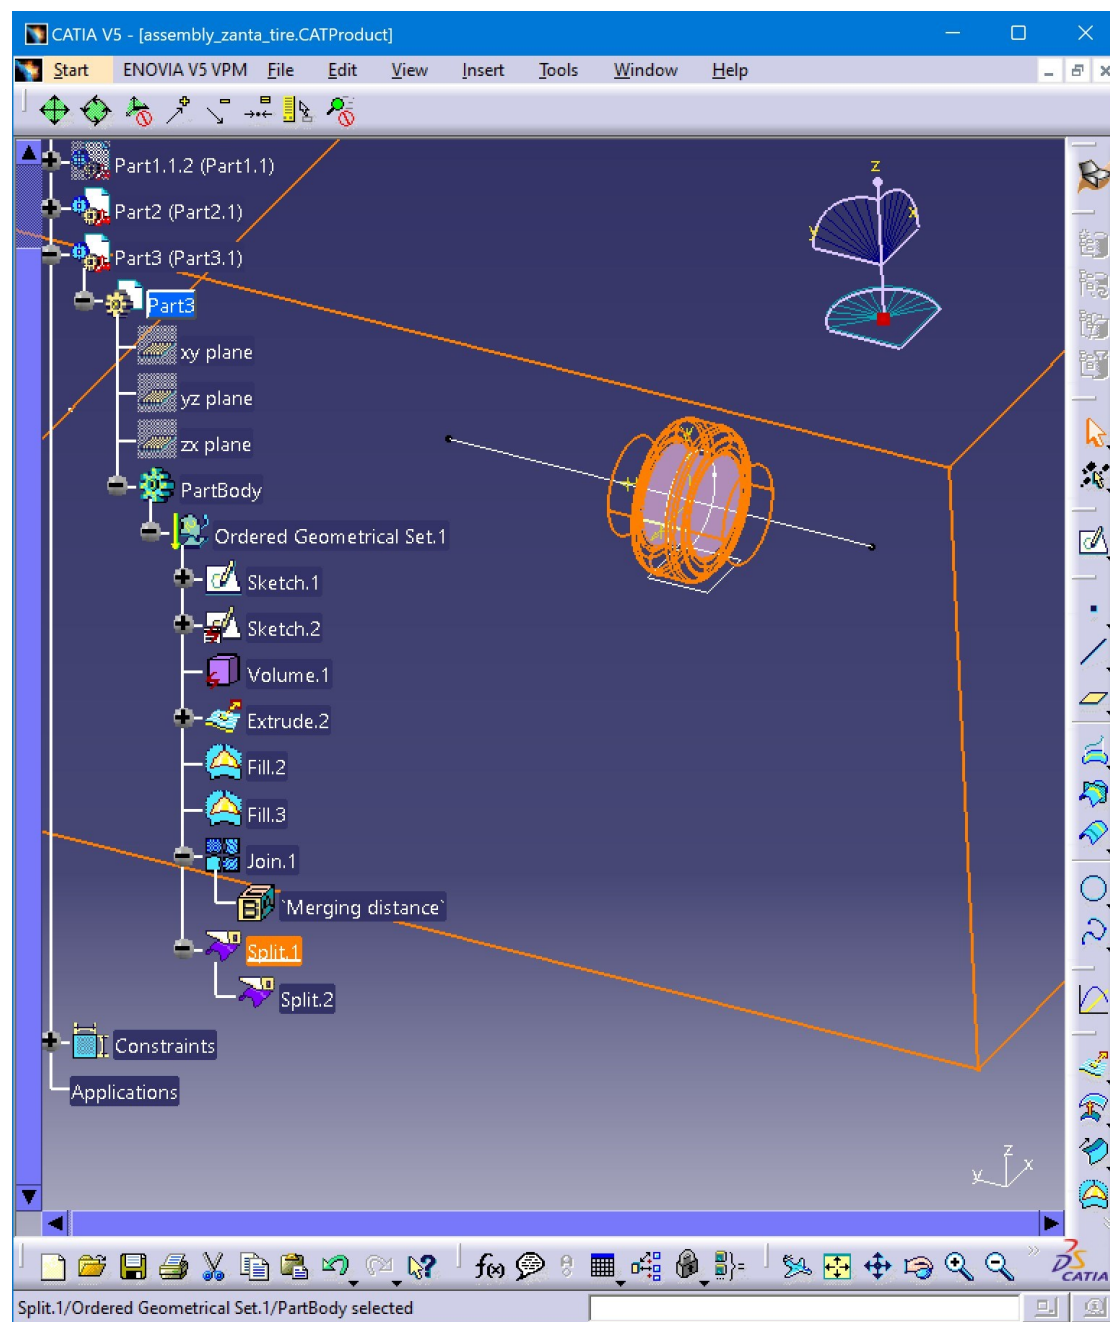 CATIA V5 - [assembly_zanta_tire.CATProduct]
Start ENOVIA V5 VPM File Edit View Insert Tools Window Help
Part1.1.2 (Part1.1)
Part2 (Part2.1)
Part3 (Part3.1)
Part3
xy plane
yz plane
zx plane
PartBody
Ordered Geometrical Set.1
Sketch.1
Sketch.2
Volume.1
Extrude.2
Fill.2
Fill.3
Join.1
`Merging distance`
Split.1
Split.2
Constraints
Applications
z
x
y
z
y
x
f(x)
CATIA
Split.1/Ordered Geometrical Set.1/PartBody selected